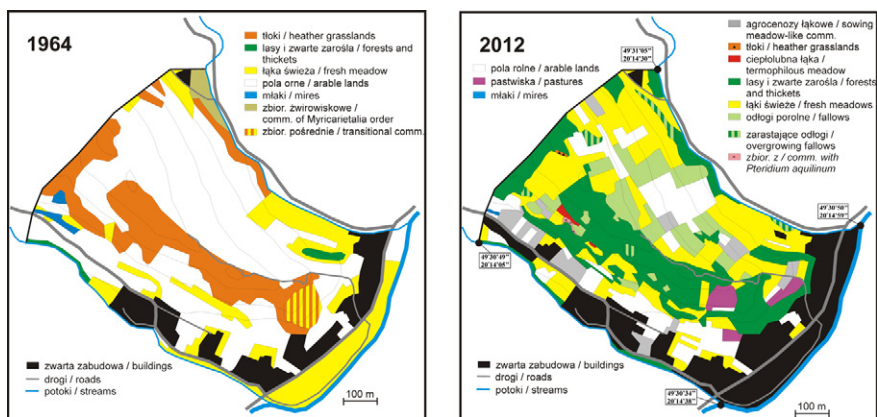 1964
tłoki / heather grasslands
lasy i zwarte zarośla / forests and
thickets
łąka świeża / fresh meadow
pola orne / arable lands
młaki / mires
zbior. żwirowiskowe /
comm. of Myricarietalia order
zbior. pośrednie / transitional comm.
zwarta zabudowa / buildings
drogi / roads
potoki / streams
100 m
2012
pola rolne / arable lands
pastwiska / pastures
młaki / mires
agrocenozy łąkowe / sowing
meadow-like comm.
tłoki / heather grasslands
ciepłolubna łąka /
termophilous meadow
lasy i zwarte zarośla / forests
and thickets
łąki świeże / fresh meadows
odłogi porolne / fallows
zarastające odłogi /
overgrowing fallows
zbior. z / comm. with
Pteridium aquilinum
49°31'05"
20°14'30"
49°30'50"
20°14'59"
49°30'49"
20°14'05"
49°30'34"
20°14'38"
zwarta zabudowa / buildings
drogi / roads
potoki / streams
100 m